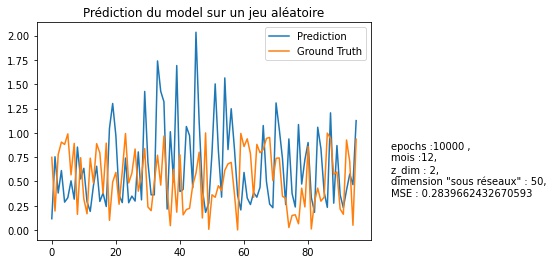 Prédiction du model sur un jeu aléatoire
Prediction
Ground Truth
2.00
1.75
1.50
1.25
1.00
0.75
0.50
0.25
0.00
0 20 40 60 80
epochs :10000 ,
mois :12,
z_dim : 2,
dimension "sous réseaux" : 50,
MSE : 0.2839662432670593